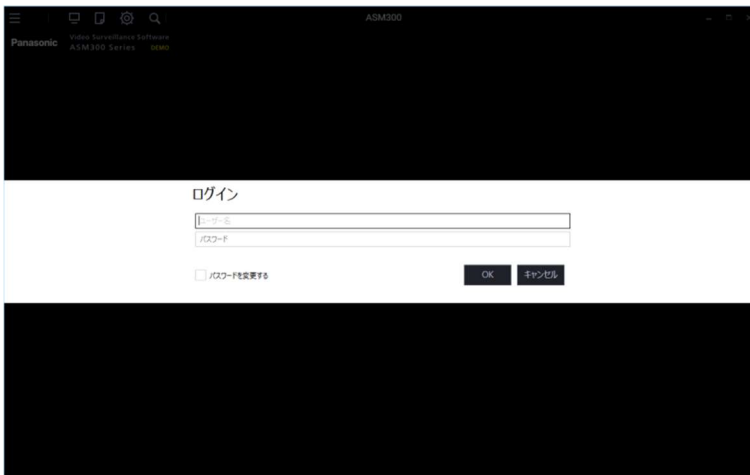 ASM300
Panasonic
Video Surveillance Software
ASM300 Series DEMO
ログイン
ユーザー名
パスワード
パスワードを変更する
OK
キャンセル